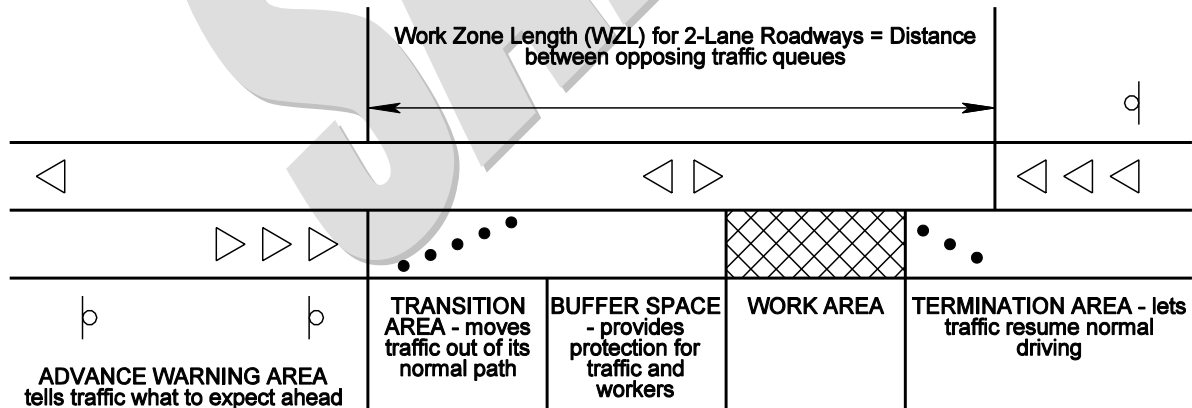 Work Zone Length (WZL) for 2-Lane Roadways = Distance
between opposing traffic queues
TRANSITION
AREA - moves
traffic out of its
normal path
BUFFER SPACE
- provides
protection for
traffic and
workers
WORK AREA
TERMINATION AREA - lets
traffic resume normal
driving
ADVANCE WARNING AREA
tells traffic what to expect ahead